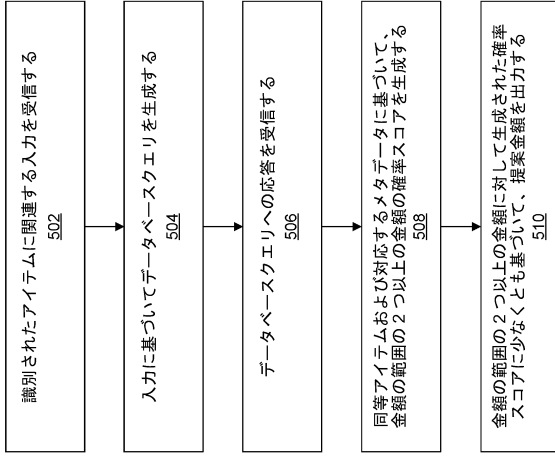 識別されたアイテムに関連する入力を受信する
502
入力に基づいてデータベースクエリを生成する
504
データベースクエリへの応答を受信する
506
同等アイテムおよび対応するメタデータに基づいて、
金額の範囲の2つ以上の金額の確率スコアを生成する
508
金額の範囲の2つ以上の金額に対して生成された確率
スコアに少なくとも基づいて、提案金額を出力する
510